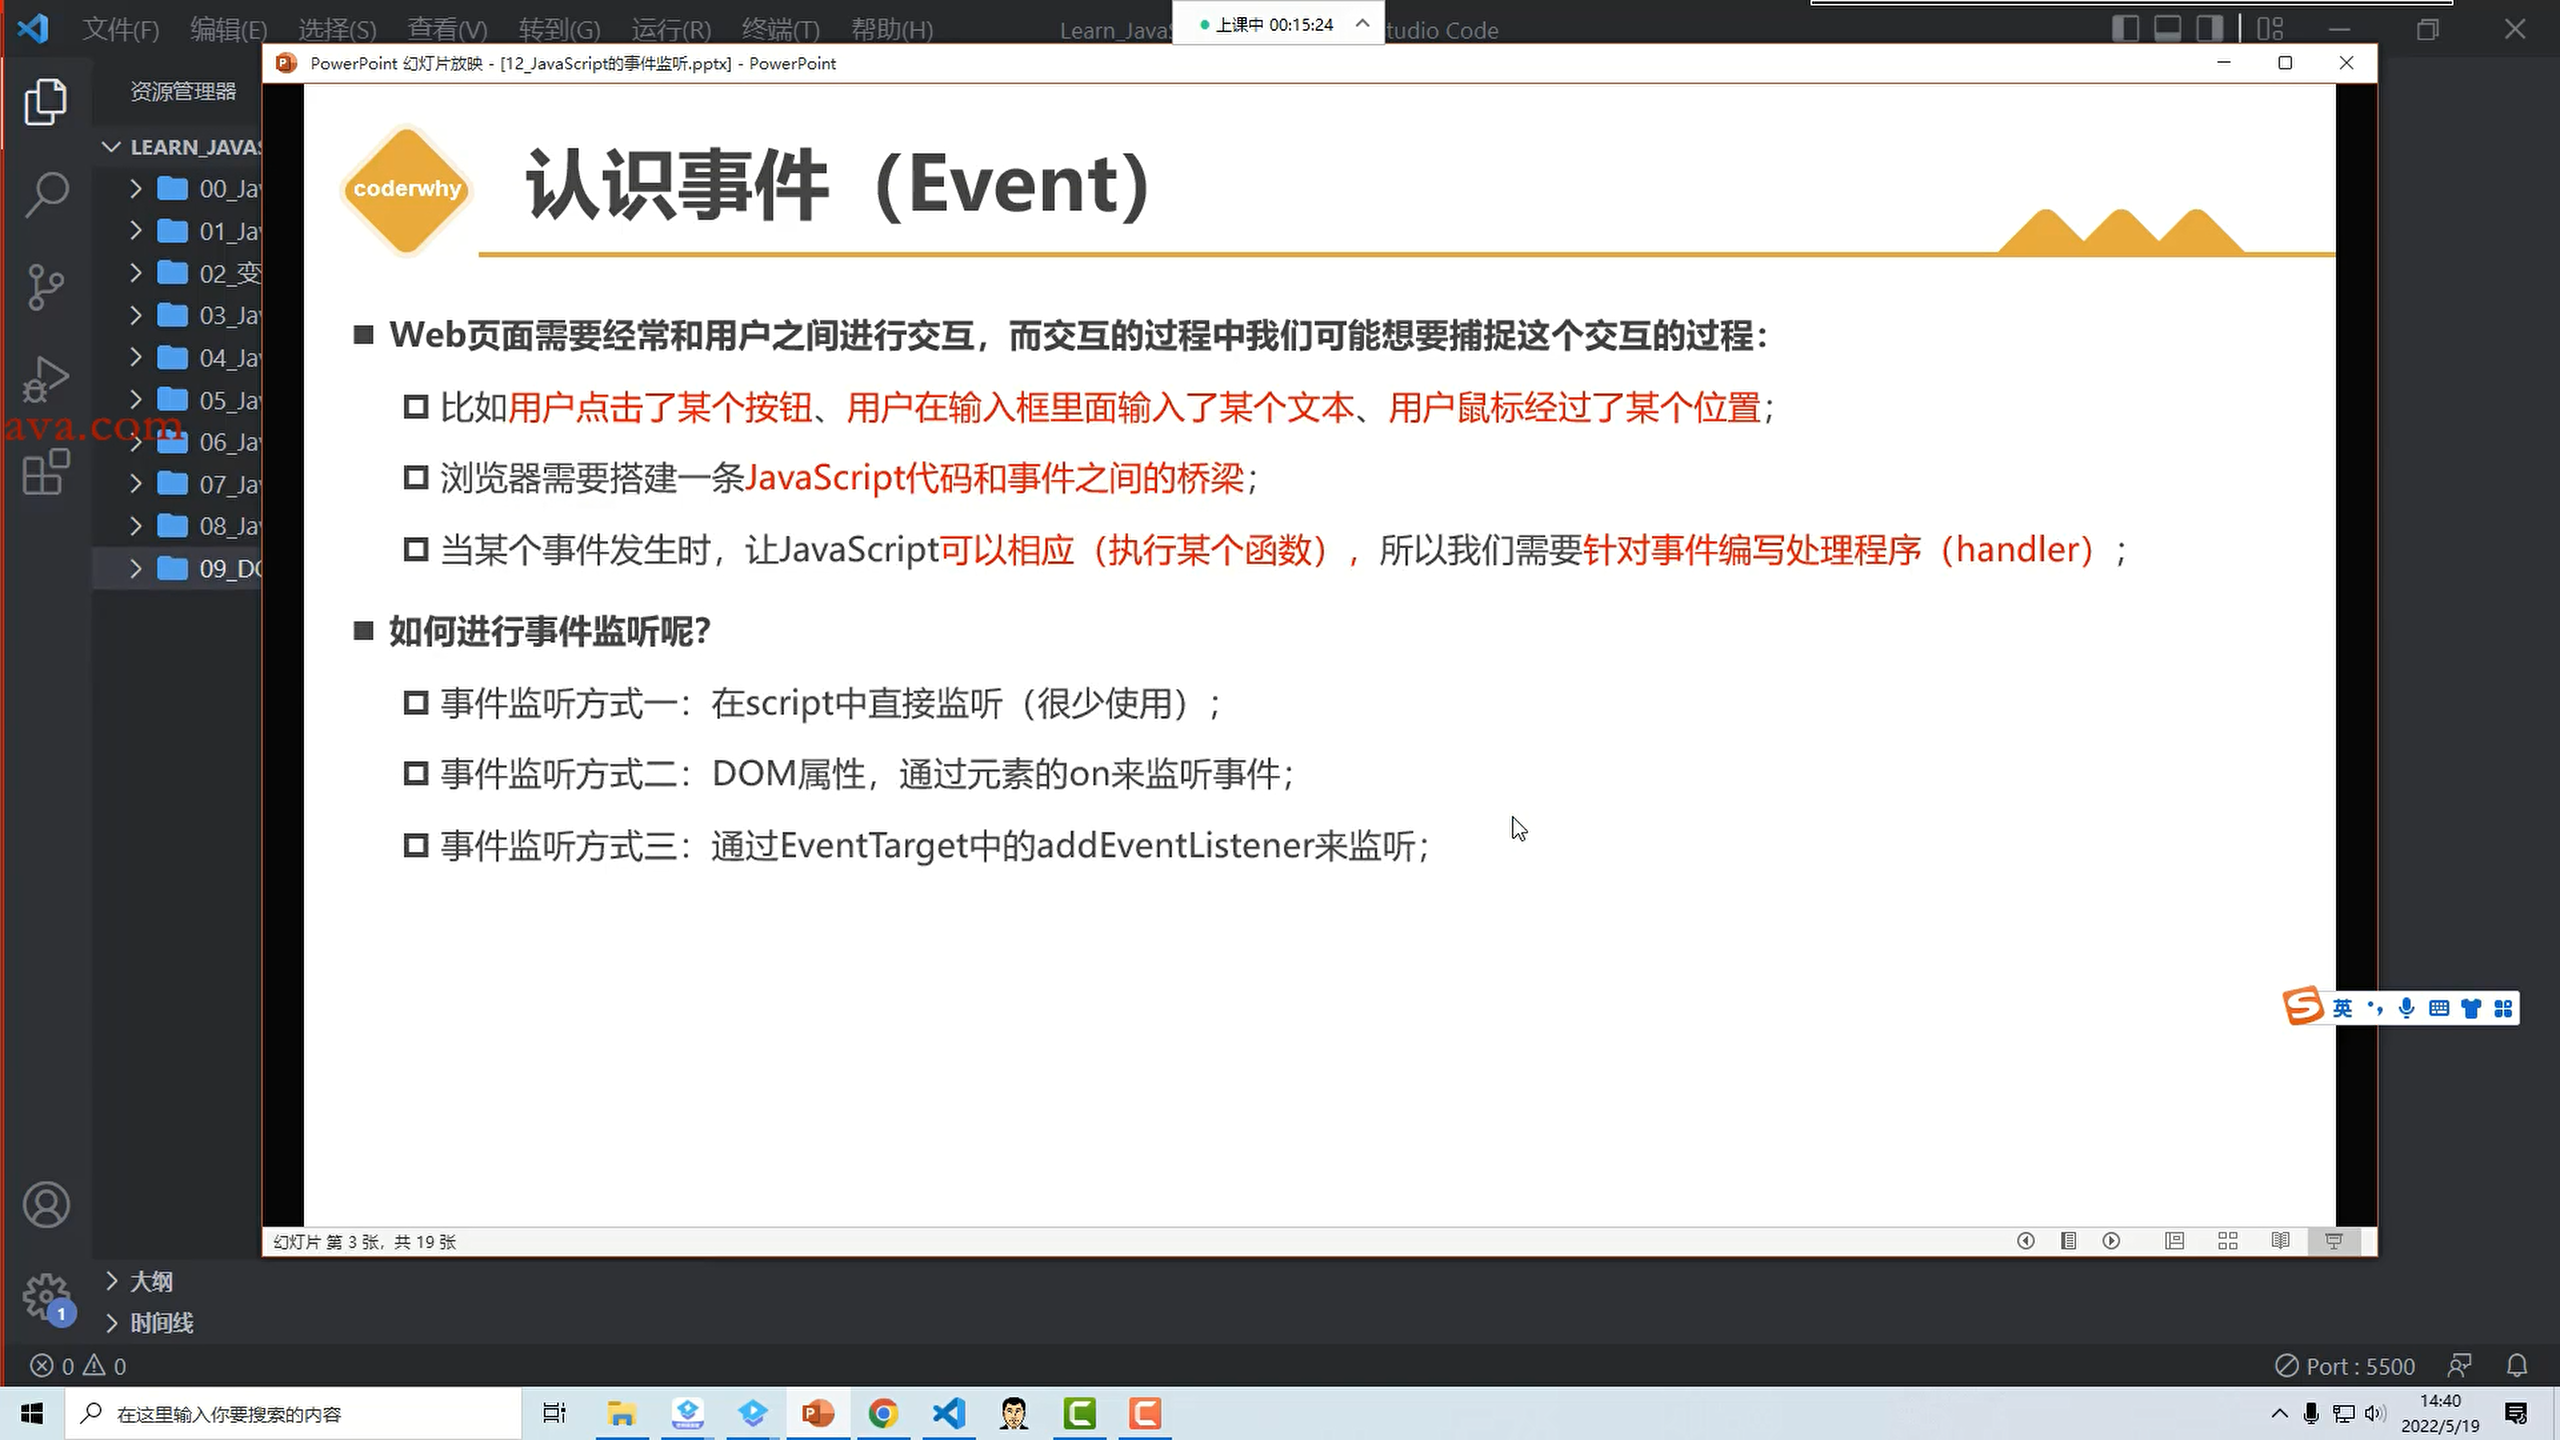 文件(F) 编辑(E) 选择(S) 查看(V) 转到(G) 运行(R) 终端(T) 帮助(H)
Learn_JavaS
上课中 00:15:24
tudio Code
PowerPoint 幻灯片放映 - [12_JavaScript的事件监听.pptx] - PowerPoint
资源管理器
LEARN_JAVAS
00_Jav
01_Jav
02_变
03_Jav
04_Jav
05_Jav
ava.com
06_Jav
07_Jav
08_Jav
09_DO
coderwhy
认识事件（Event）
Web页面需要经常和用户之间进行交互，而交互的过程中我们可能想要捕捉这个交互的过程：
比如用户点击了某个按钮、用户在输入框里面输入了某个文本、用户鼠标经过了某个位置；
浏览器需要搭建一条JavaScript代码和事件之间的桥梁；
当某个事件发生时，让JavaScript可以相应（执行某个函数），所以我们需要针对事件编写处理程序（handler）；
如何进行事件监听呢？
事件监听方式一：在script中直接监听（很少使用）；
事件监听方式二：DOM属性，通过元素的on来监听事件；
事件监听方式三：通过EventTarget中的addEventListener来监听；
英
幻灯片 第 3 张，共 19 张
大纲
1
时间线
0 0
Port : 5500
在这里输入你要搜索的内容
14:40
2022/5/19